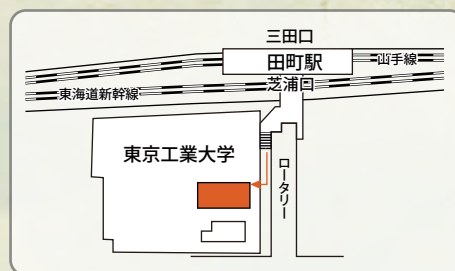 三田口
田町駅
山手線
芝浦口
東海道新幹線
東京工業大学
ロータリー